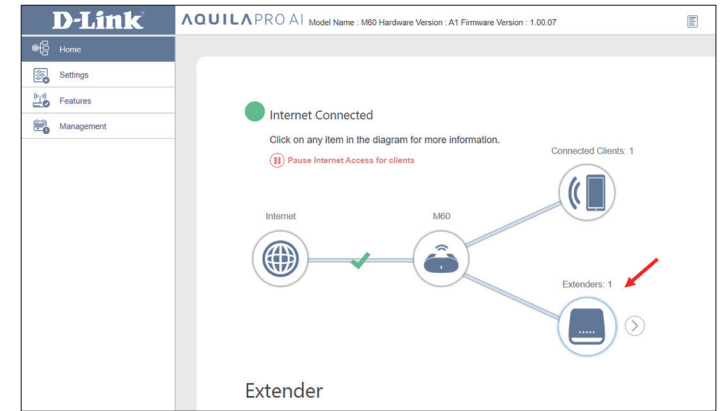 D-Link
AQUILA PRO AI Model Name : M60 Hardware Version : A1 Firmware Version : 1.00.07
Home
Settings
Features
Management
Internet Connected
Click on any item in the diagram for more information.
Pause Internet Access for clients
Connected Clients: 1
Internet
M60
Extenders: 1
Extender